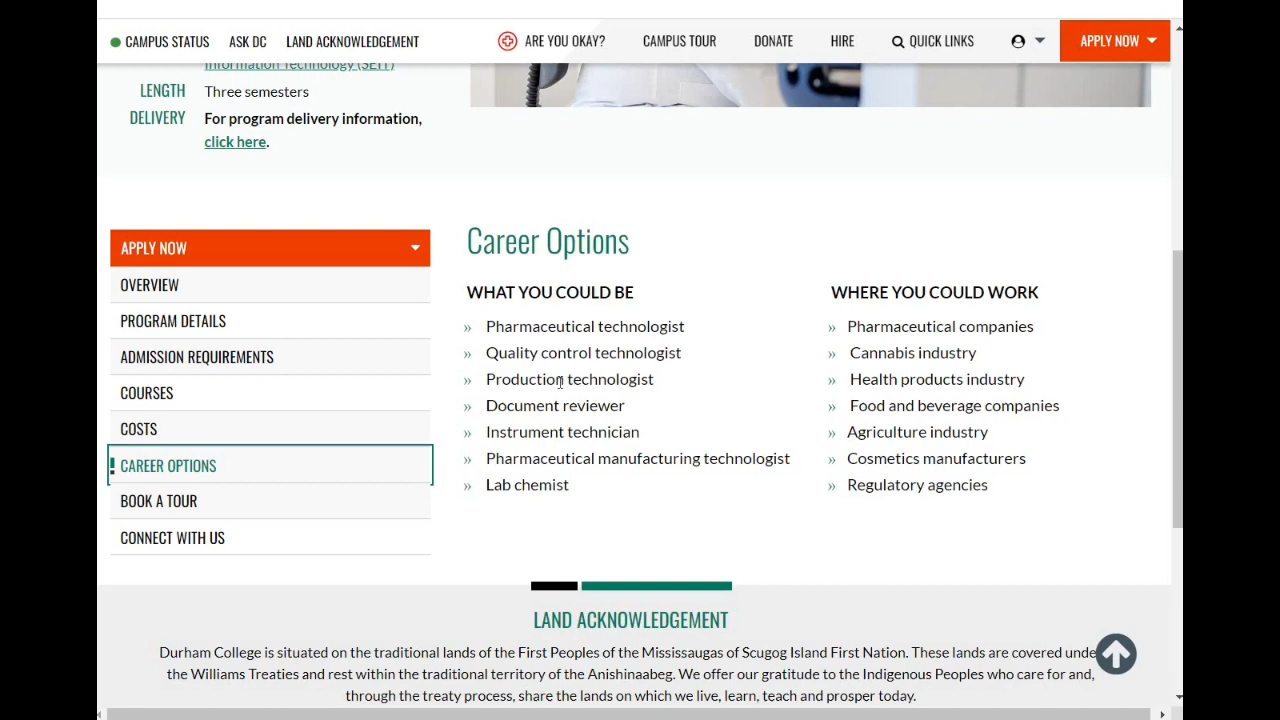 CAMPUS STATUS ASK DC LAND ACKNOWLEDGEMENT ARE YOU OKAY? CAMPUS TOUR DONATE HIRE QUICK LINKS APPLY NOW
Information Technology (SEIT)
LENGTH Three semesters
DELIVERY For program delivery information,
click here.
APPLY NOW
OVERVIEW
PROGRAM DETAILS
ADMISSION REQUIREMENTS
COURSES
COSTS
CAREER OPTIONS
BOOK A TOUR
CONNECT WITH US
Career Options
WHAT YOU COULD BE
» Pharmaceutical technologist
» Quality control technologist
» Production technologist
» Document reviewer
» Instrument technician
» Pharmaceutical manufacturing technologist
» Lab chemist
WHERE YOU COULD WORK
» Pharmaceutical companies
» Cannabis industry
» Health products industry
» Food and beverage companies
» Agriculture industry
» Cosmetics manufacturers
» Regulatory agencies
LAND ACKNOWLEDGEMENT
Durham College is situated on the traditional lands of the First Peoples of the Mississaugas of Scugog Island First Nation. These lands are covered unde
the Williams Treaties and rest within the traditional territory of the Anishinaabeg. We offer our gratitude to the Indigenous Peoples who care for and,
through the treaty process, share the lands on which we live, learn, teach and prosper today.